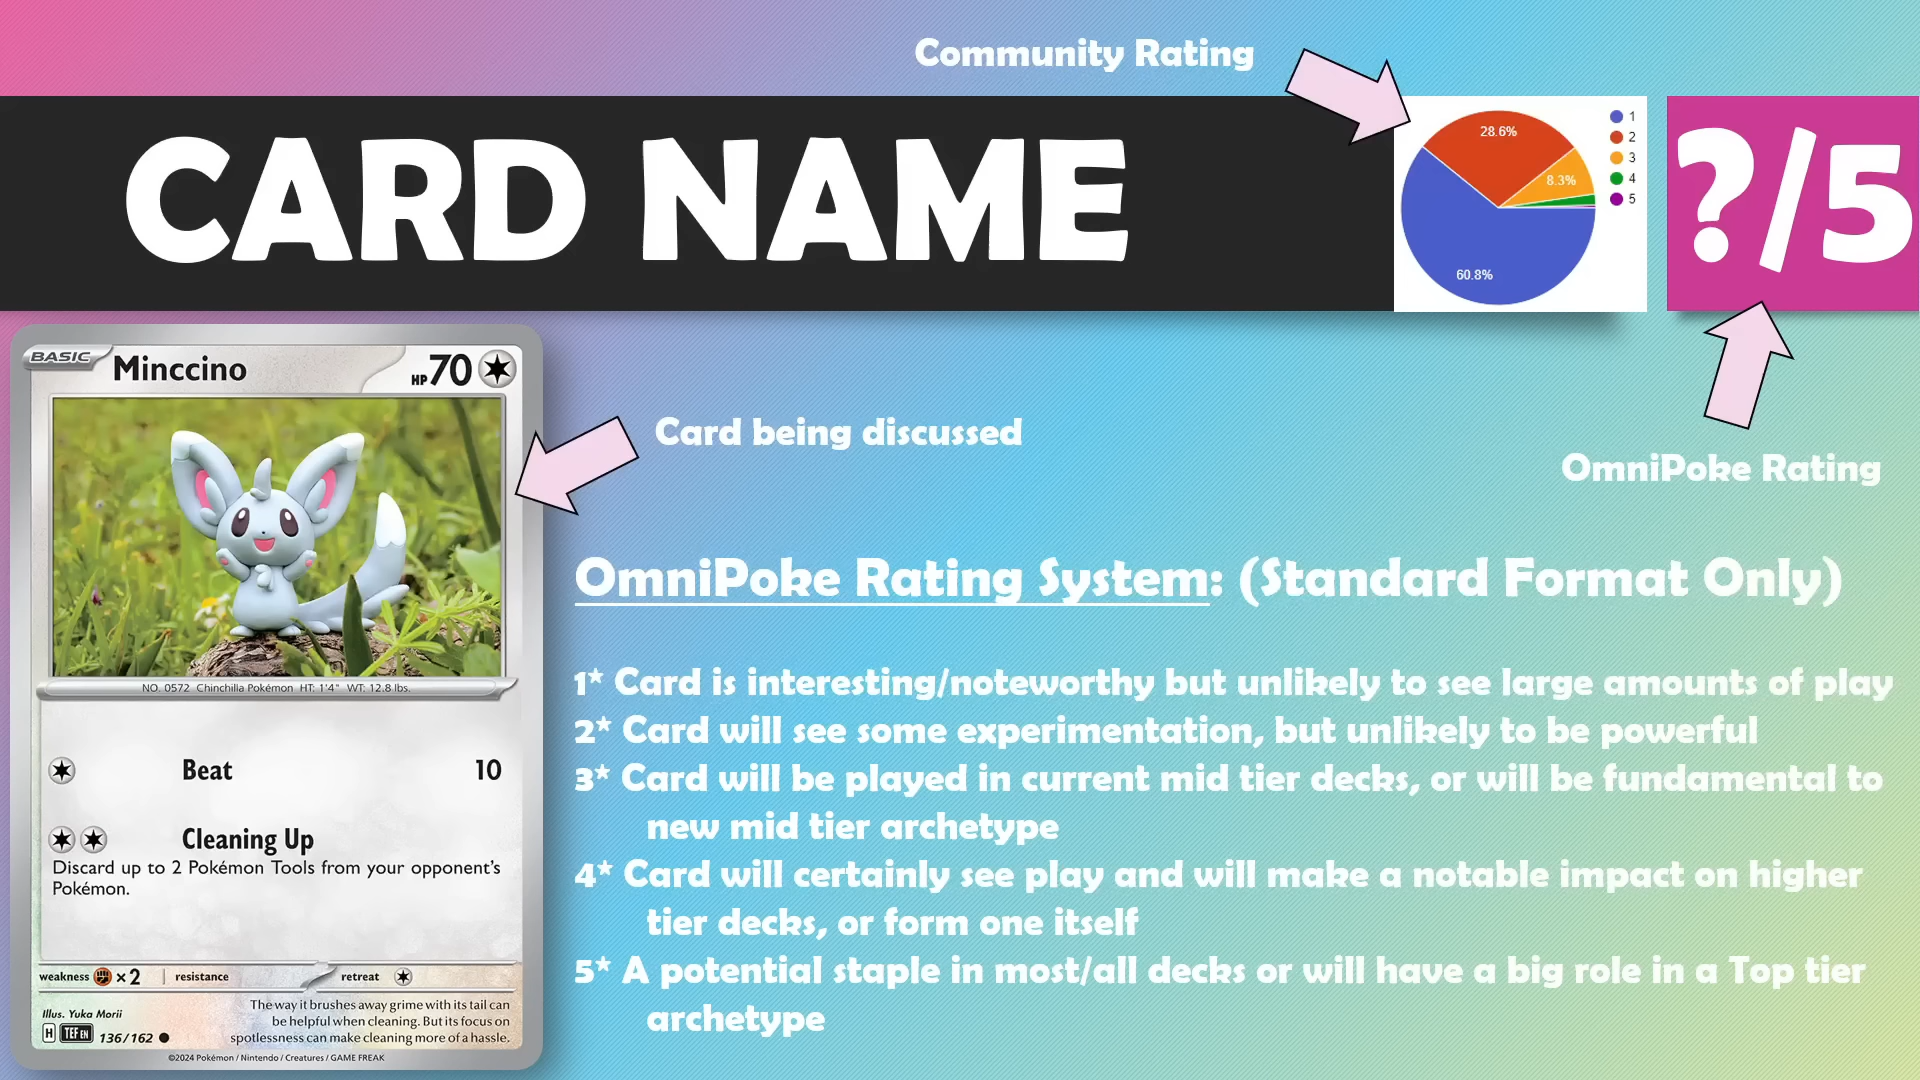 Community Rating
CARD NAME
28.6%
8.3%
60.8%
1
2
3
4
5
?/5
BASIC
Minccino
HP70
NO. 0572 Chinchilla Pokémon HT: 1'4" WT: 12.8 lbs.
Beat 10
Cleaning Up
Discard up to 2 Pokémon Tools from your opponent's
Pokémon.
weakness ×2 resistance retreat
Illus. Yuka Morii
The way it brushes away grime with its tail can
be helpful when cleaning. But its focus on
spotlessness can make cleaning more of a hassle.
H TEF EN 136/162
©2024 Pokémon / Nintendo / Creatures / GAME FREAK
Card being discussed
OmniPoke Rating
OmniPoke Rating System: (Standard Format Only)
1* Card is interesting/noteworthy but unlikely to see large amounts of play
2* Card will see some experimentation, but unlikely to be powerful
3* Card will be played in current mid tier decks, or will be fundamental to
new mid tier archetype
4* Card will certainly see play and will make a notable impact on higher
tier decks, or form one itself
5* A potential staple in most/all decks or will have a big role in a Top tier
archetype